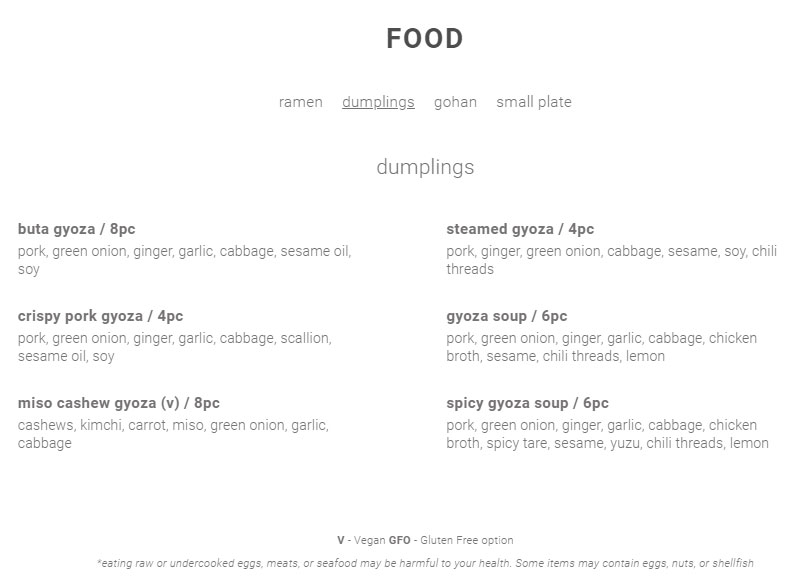 FOOD
ramen dumplings gohan small plate
dumplings
buta gyoza / 8pc
pork, green onion, ginger, garlic, cabbage, sesame oil,
soy
crispy pork gyoza / 4pc
pork, green onion, ginger, garlic, cabbage, scallion,
sesame oil, soy
miso cashew gyoza (v) / 8pc
cashews, kimchi, carrot, miso, green onion, garlic,
cabbage
steamed gyoza / 4pc
pork, ginger, green onion, cabbage, sesame, soy, chili
threads
gyoza soup / 6pc
pork, green onion, ginger, garlic, cabbage, chicken
broth, sesame, chili threads, lemon
spicy gyoza soup / 6pc
pork, green onion, ginger, garlic, cabbage, chicken
broth, spicy tare, sesame, yuzu, chili threads, lemon
V - Vegan GFO - Gluten Free option
*eating raw or undercooked eggs, meats, or seafood may be harmful to your health. Some items may contain eggs, nuts, or shellfish